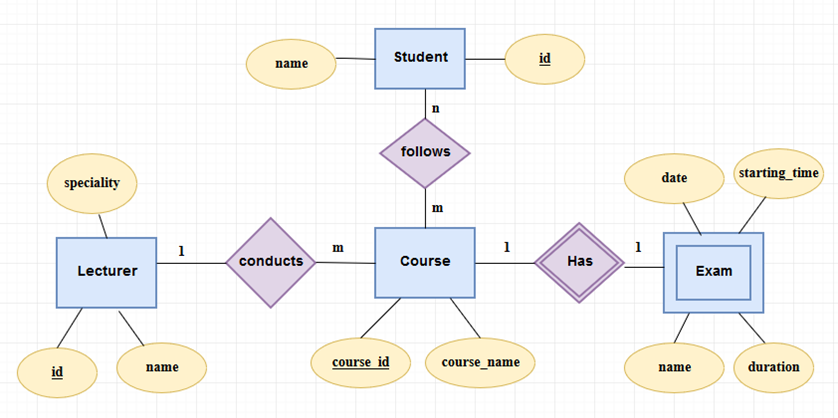 Student
name
id
n
follows
m
speciality
date
starting_time
Lecturer
1
conducts
m
Course
1
Has
1
Exam
id
name
course_id
course_name
name
duration